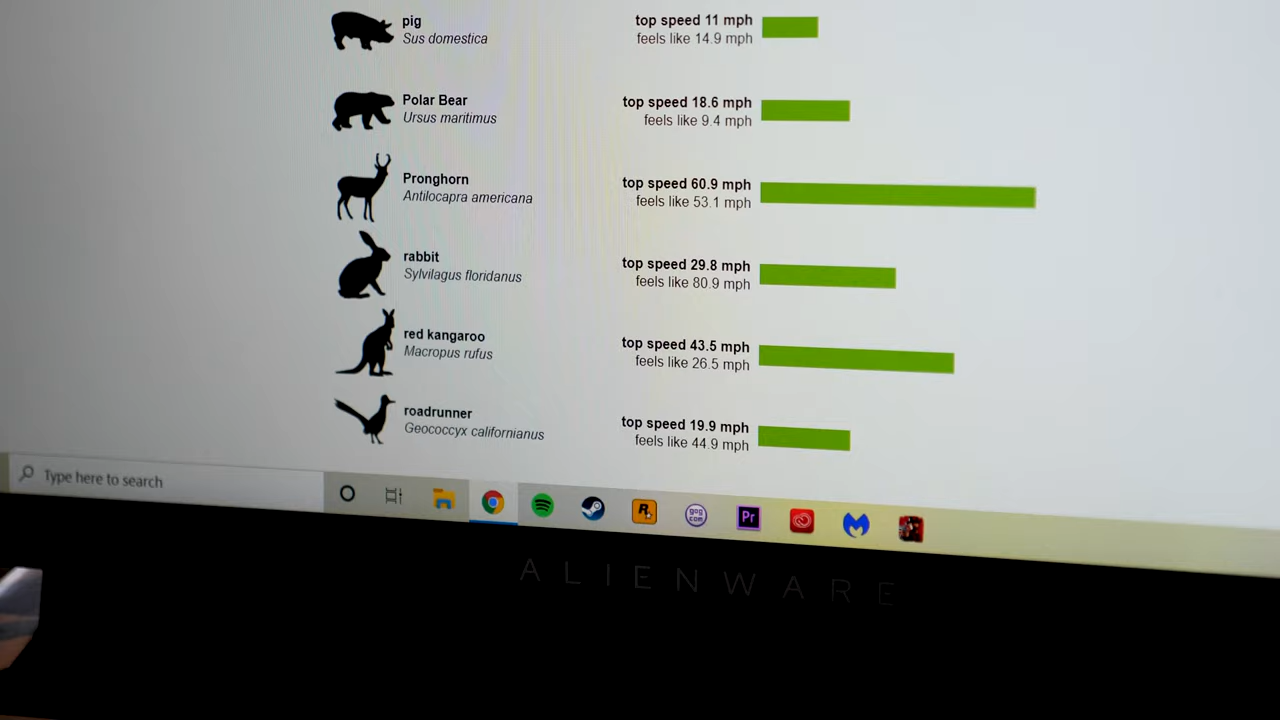 pig
Sus domestica
top speed 11 mph
feels like 14.9 mph
Polar Bear
Ursus maritimus
top speed 18.6 mph
feels like 9.4 mph
Pronghorn
Antilocapra americana
top speed 60.9 mph
feels like 53.1 mph
rabbit
Sylvilagus floridanus
top speed 29.8 mph
feels like 80.9 mph
red kangaroo
Macropus rufus
top speed 43.5 mph
feels like 26.5 mph
roadrunner
Geococcyx californianus
top speed 19.9 mph
feels like 44.9 mph
Type here to search
R
gog
com
Pr
ALIENWARE